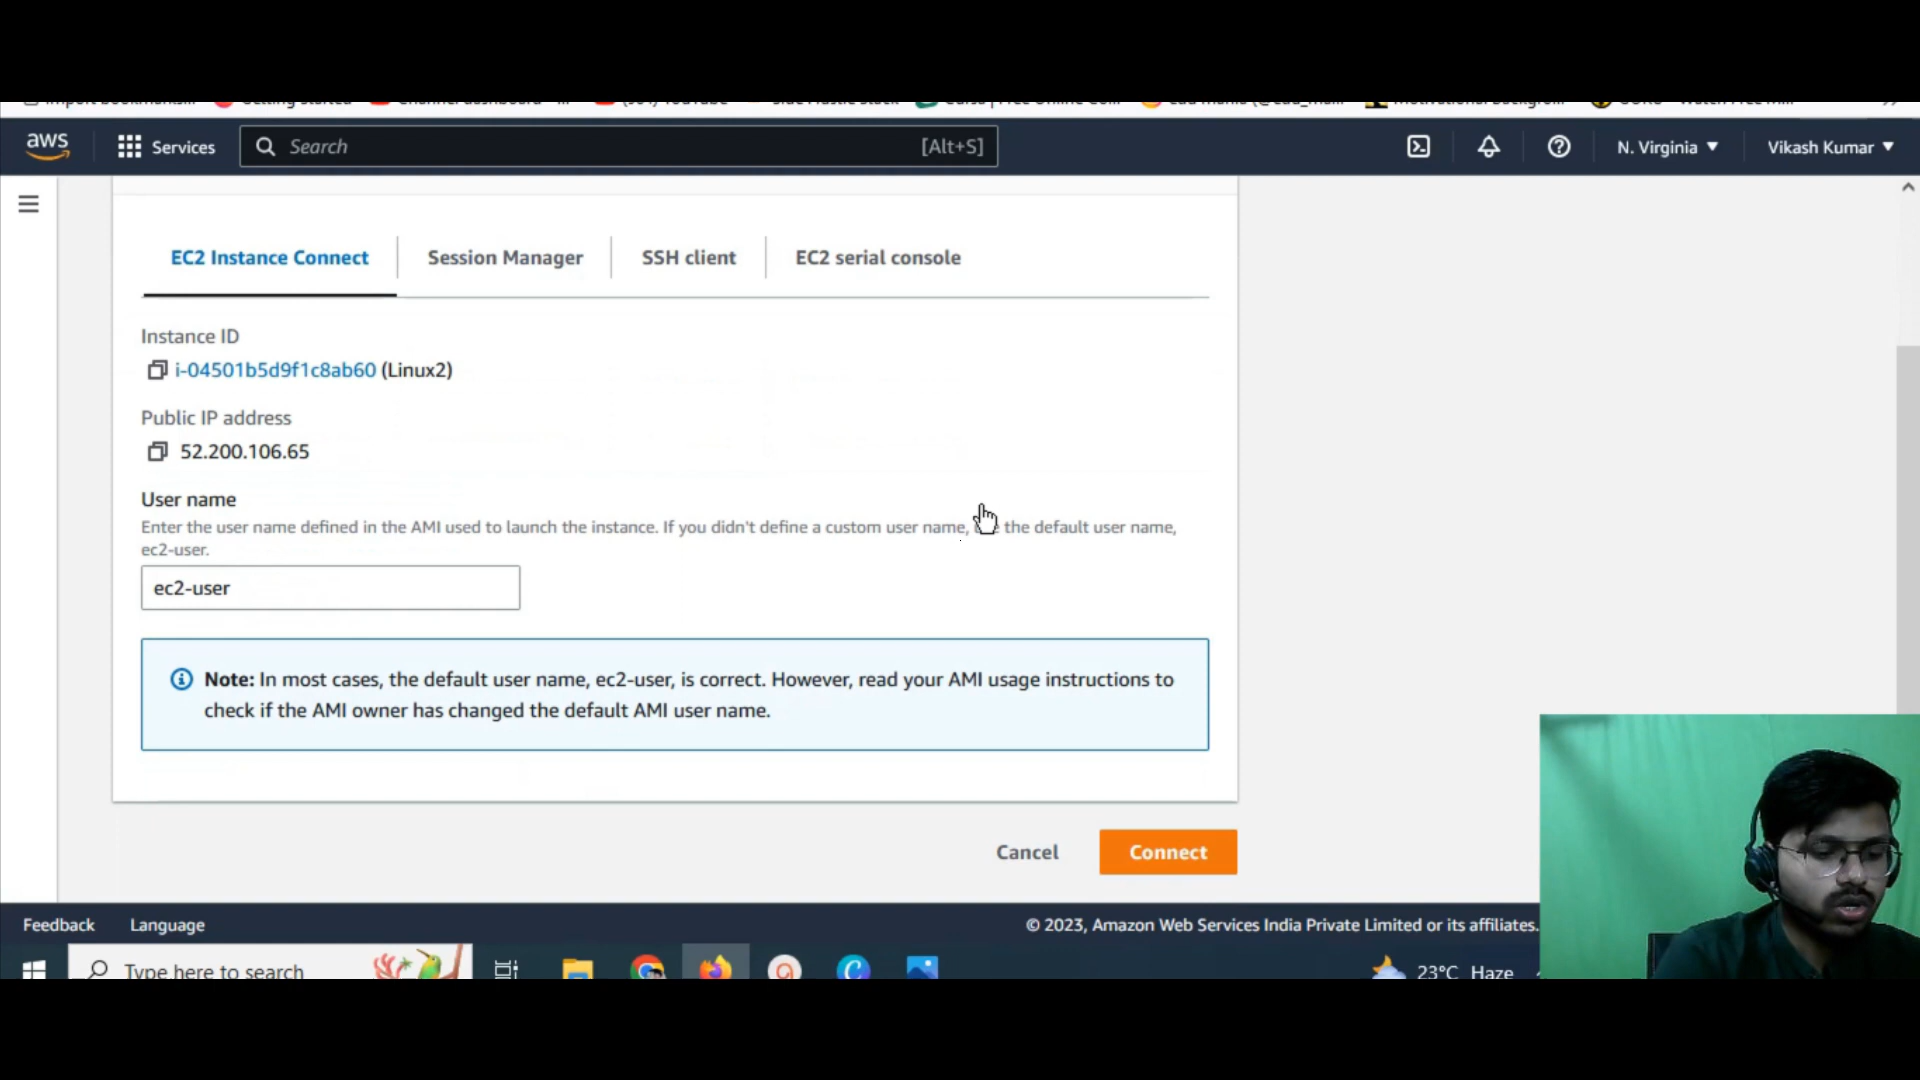 aws
Services
Search
[Alt+S]
N. Virginia
Vikash Kumar
EC2 Instance Connect
Session Manager
SSH client
EC2 serial console
Instance ID
i-04501b5d9f1c8ab60 (Linux2)
Public IP address
52.200.106.65
User name
Enter the user name defined in the AMI used to launch the instance. If you didn't define a custom user name, the default user name,
ec2-user.
ec2-user
Note: In most cases, the default user name, ec2-user, is correct. However, read your AMI usage instructions to
check if the AMI owner has changed the default AMI user name.
Cancel
Connect
Feedback
Language
© 2023, Amazon Web Services India Private Limited or its affiliates.
Type here to search
23°C Haze